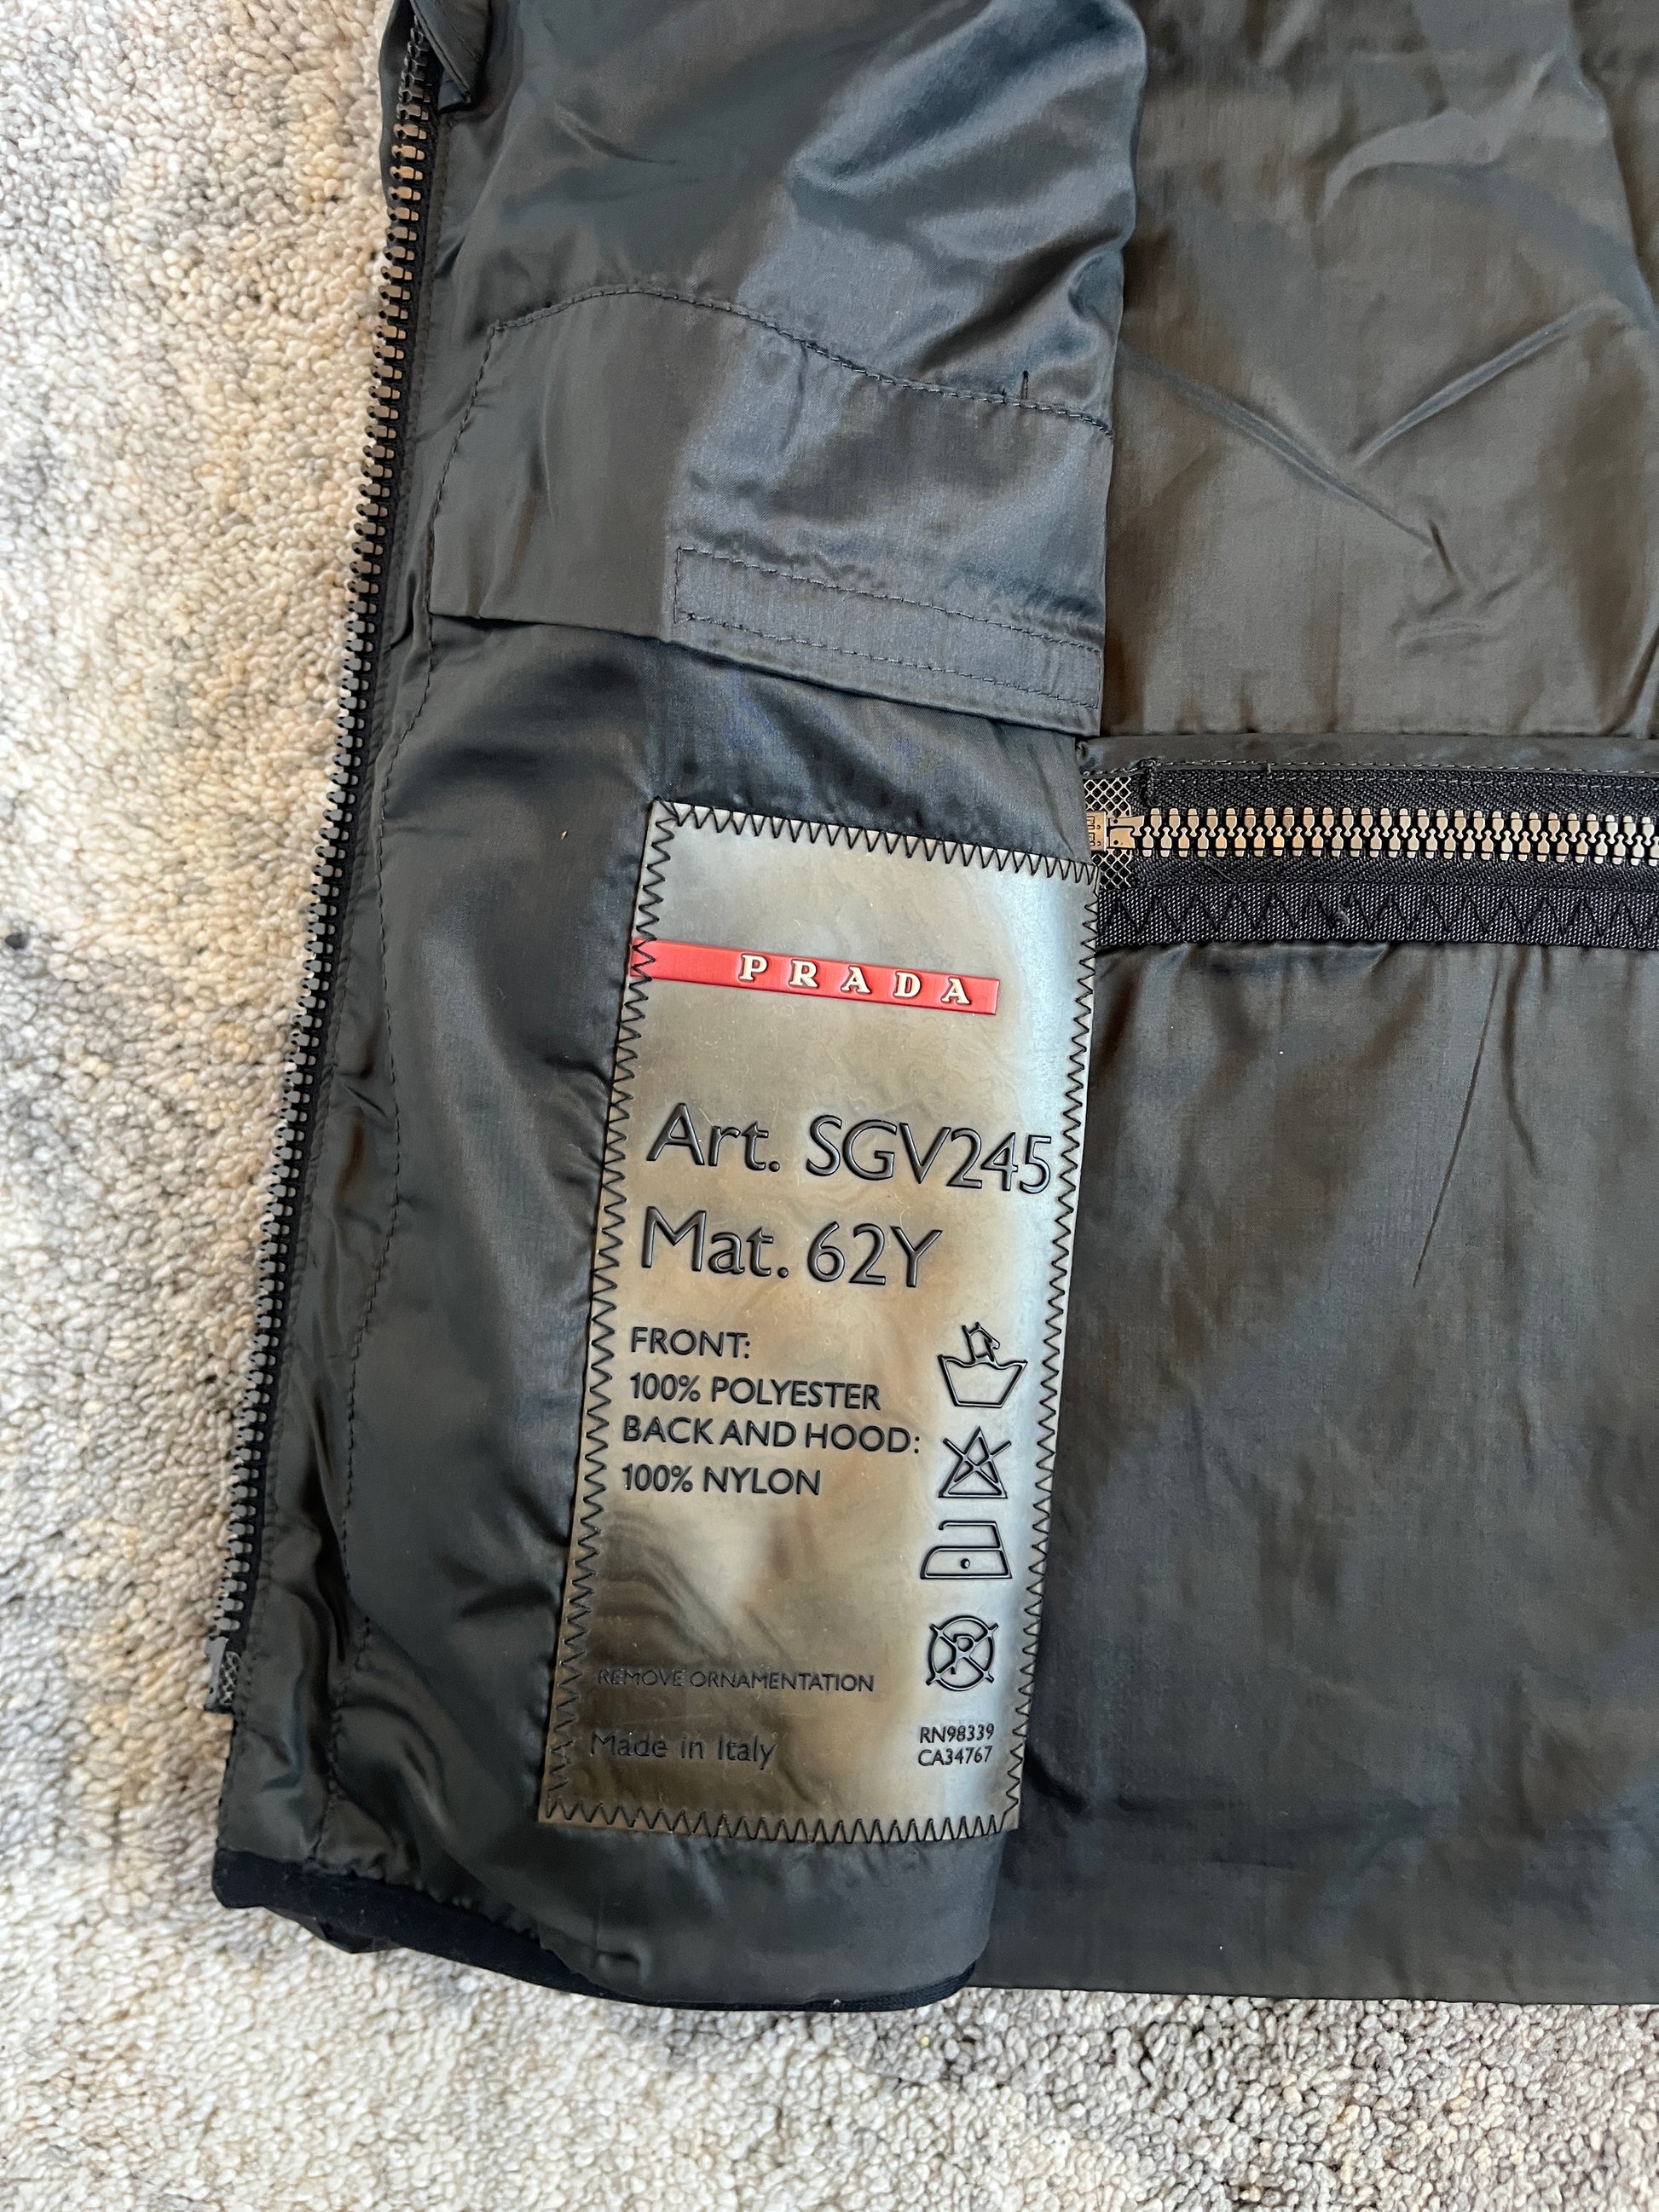 PRADA
Art. SGV245
Mat. 62Y
FRONT:
100% POLYESTER
BACK AND HOOD:
100% NYLON
P
REMOVE ORNAMENTATION
Made in Italy
RN98339
CA34767